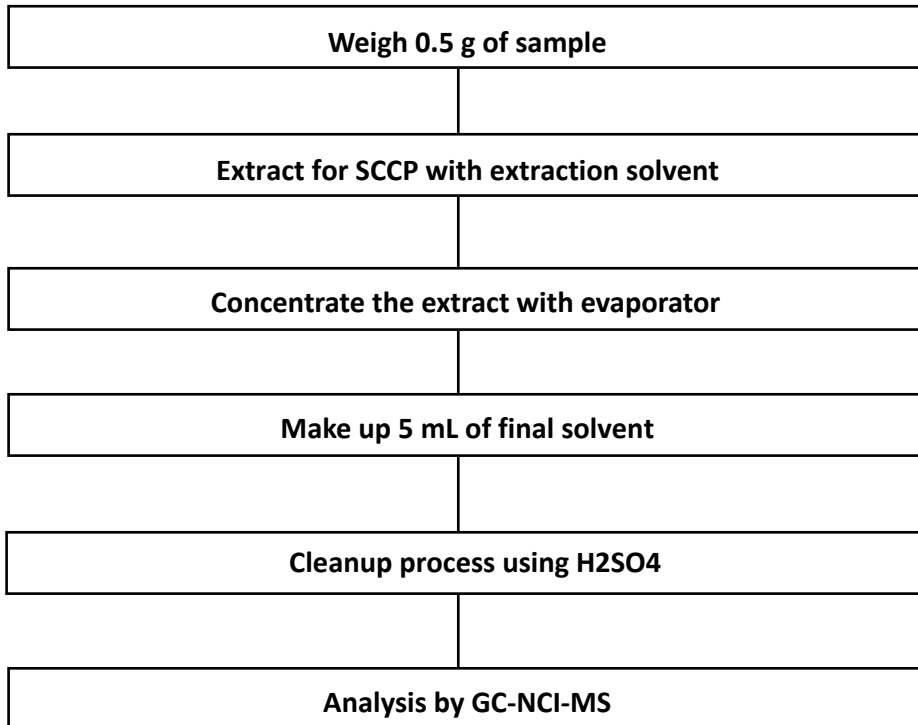 Weigh 0.5 g of sample
Extract for SCCP with extraction solvent
Concentrate the extract with evaporator
Make up 5 mL of final solvent
Cleanup process using H2SO4
Analysis by GC-NCI-MS